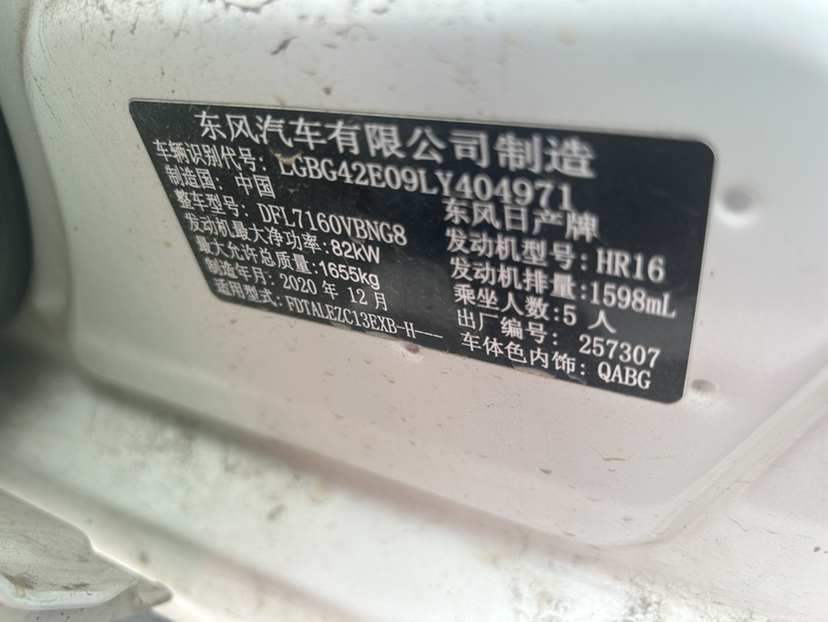 东风汽车有限公司制造
车辆识别代号: LGBG42E09LY404971
制造国: 中国 东风日产牌
整车型号: DFL7160VBNG8 发动机型号: HR16
发动机最大净功率: 82kW 发动机排量: 1598mL
最大允许总质量: 1655kg 乘坐人数: 5 人
制造年月: 2020 年 12 月 出厂编号: 257307
适用型式: FDTALEZC13EXB-H--- 车体色内饰: QABG